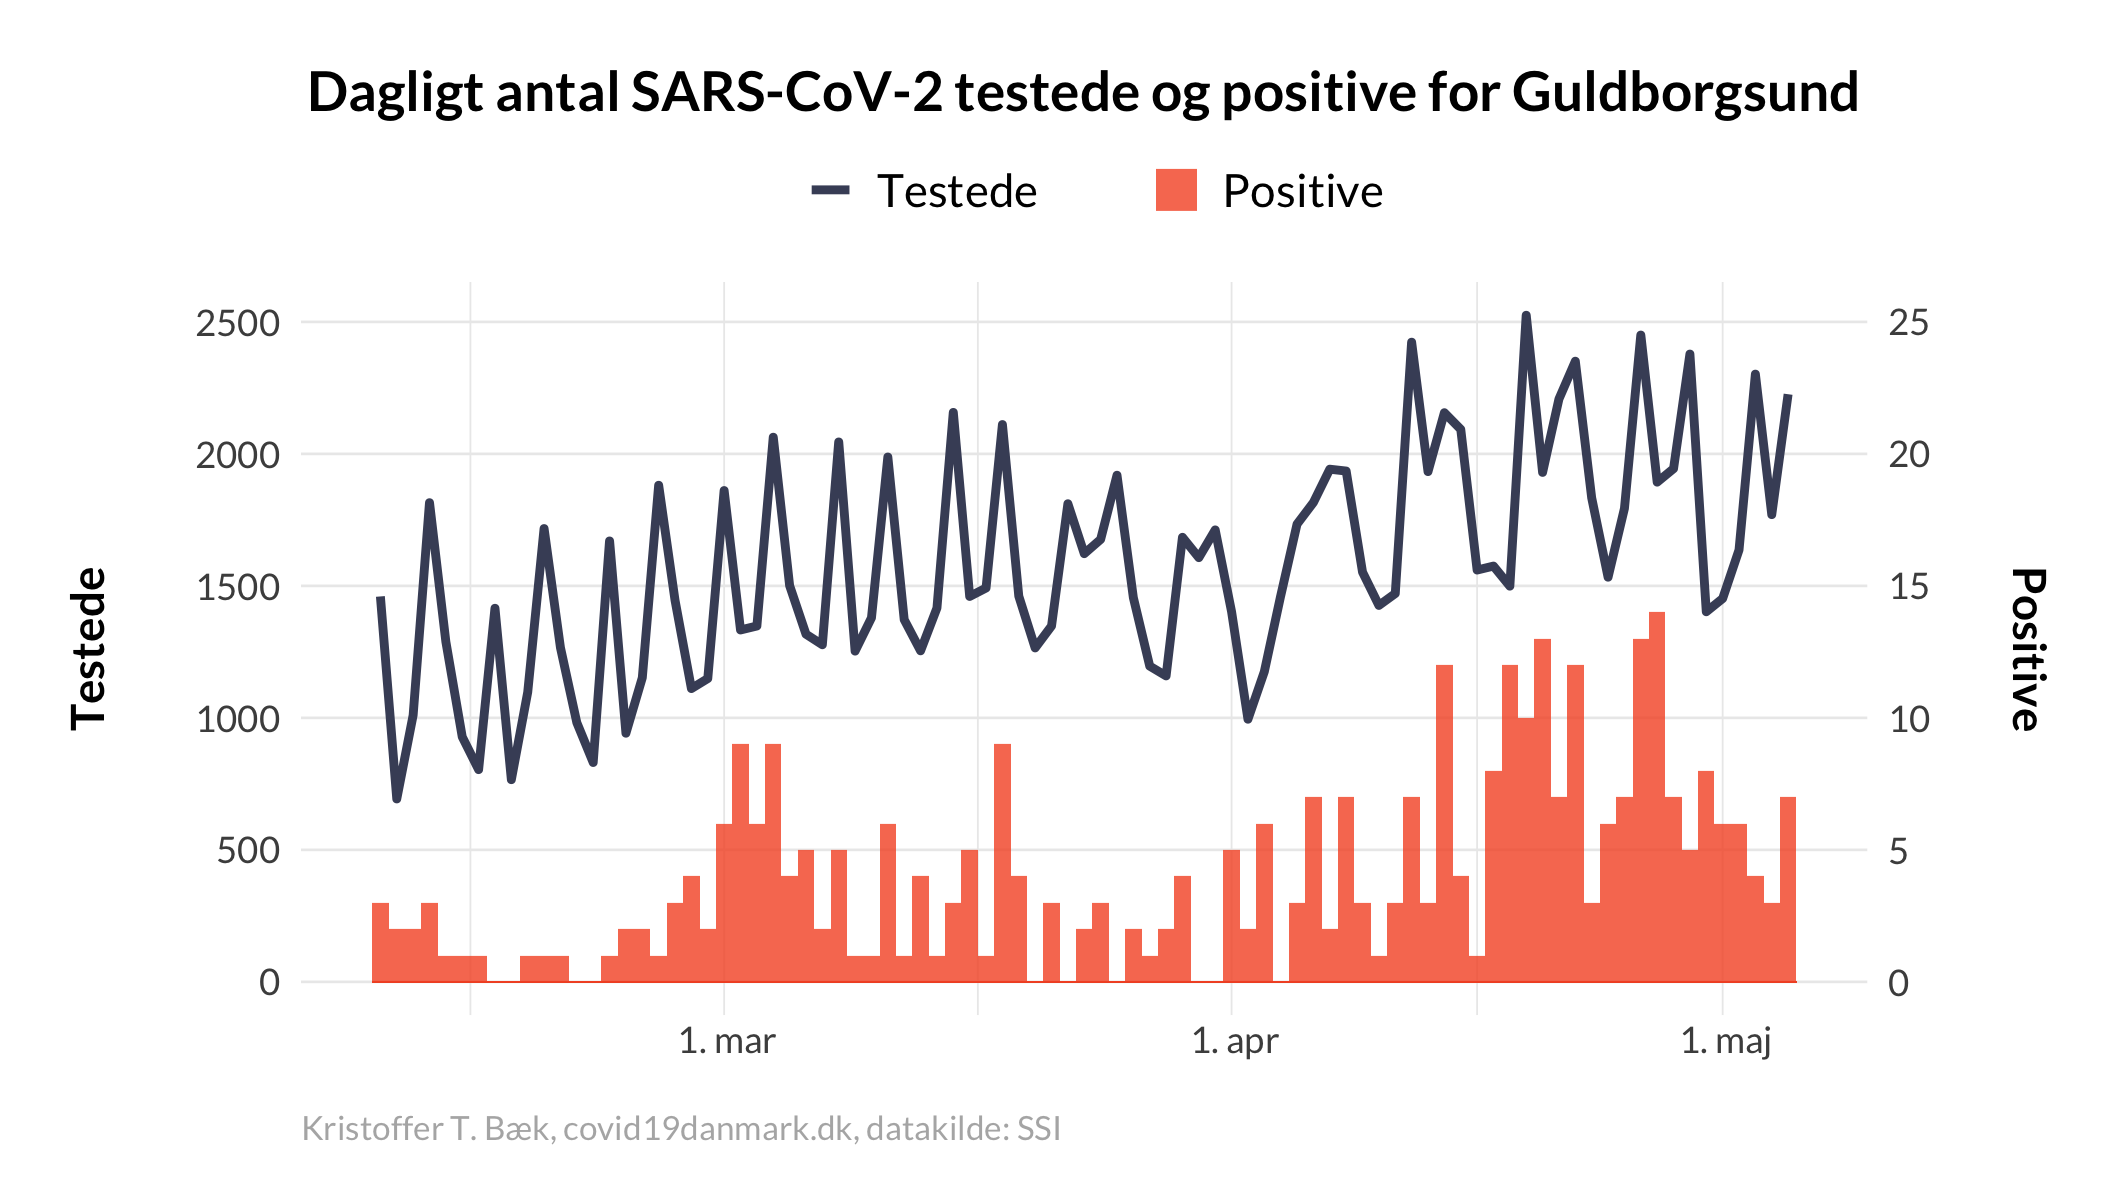 Dagligt antal SARS-CoV-2 testede og positive for Guldborgsund
Testede Positive
2500 25
2000 20
1500 15
1000 10
500 5
0 0
Testede
Positive
1. mar 1. apr 1. maj
Kristoffer T. Bæk, covid19danmark.dk, datakilde: SSI